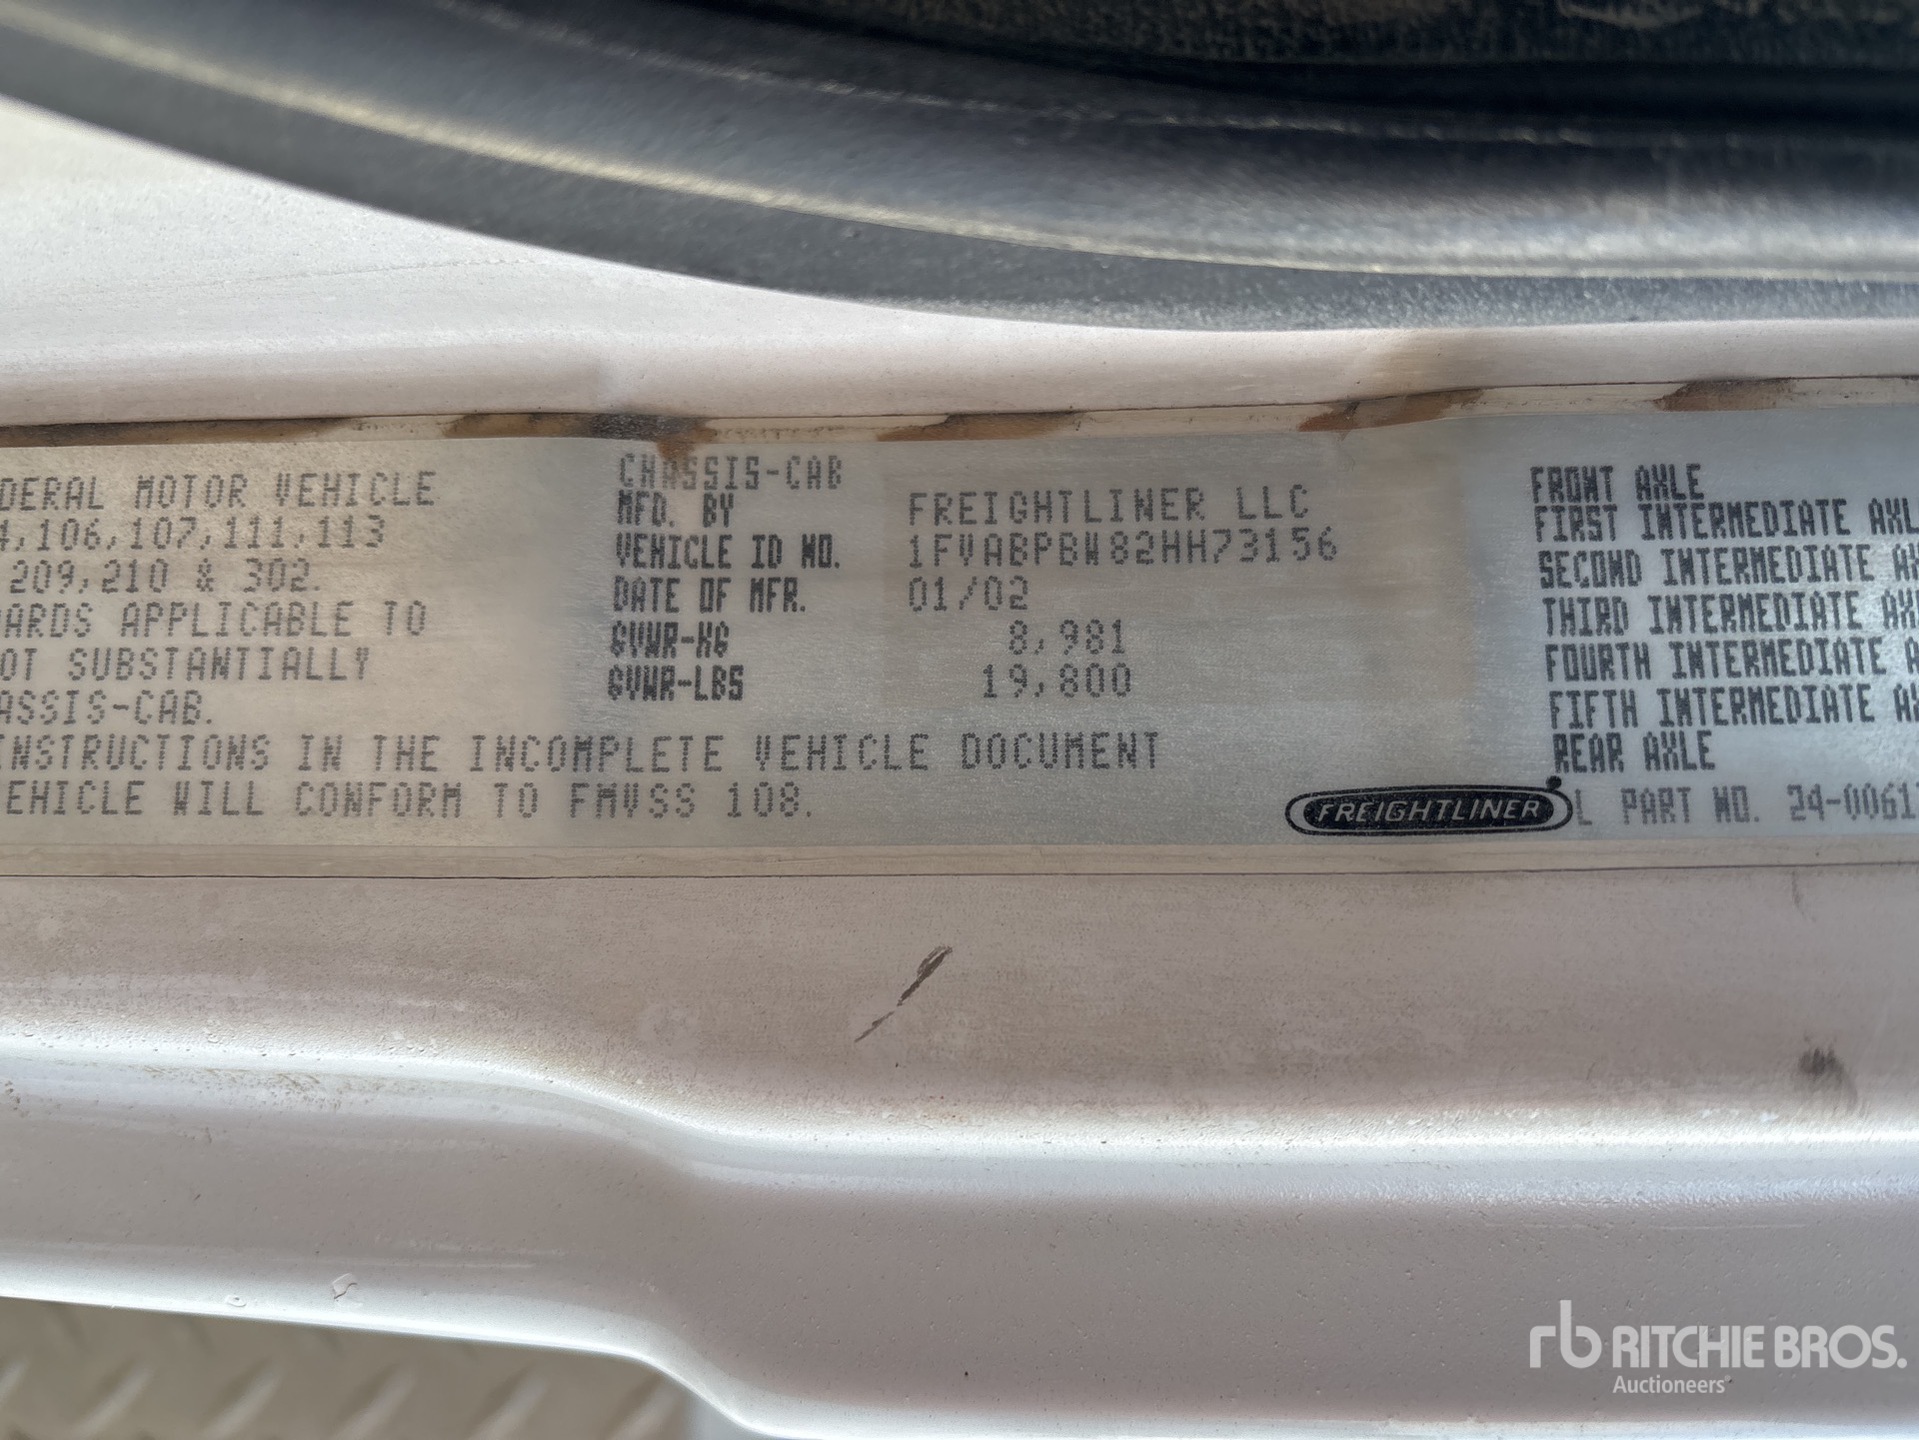 DERAL MOTOR VEHICLE
4,106,107,111,113
209,210 & 302.
ARDS APPLICABLE TO
OT SUBSTANTIALLY
ASSIS-CAB.
INSTRUCTIONS IN THE INCOMPLETE VEHICLE DOCUMENT
EHICLE WILL CONFORM TO FMVSS 108.
CHASSIS-CAB
MFD. BY FREIGHTLINER LLC
VEHICLE ID NO. 1FVABPBW82HH73156
DATE OF MFR. 01/02
GVWR-KG 8,981
GVWR-LBS 19,800
FRONT AXLE
FIRST INTERMEDIATE AXL
SECOND INTERMEDIATE AX
THIRD INTERMEDIATE AX
FOURTH INTERMEDIATE A
FIFTH INTERMEDIATE AX
REAR AXLE
FREIGHTLINER
L PART NO. 24-0061
rb RITCHIE BROS.
Auctioneers